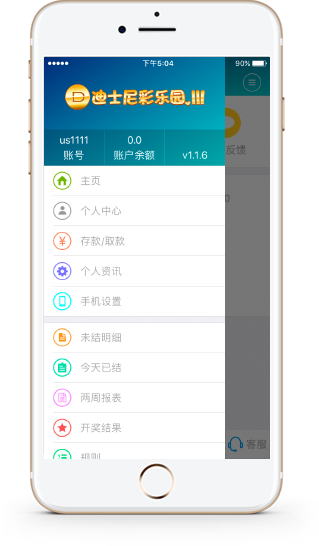 下午5:04
90%
迪士尼彩乐园.III
us1111
0.0
账号
账户余额
v1.1.6
反馈
主页
个人中心
存款/取款
个人资讯
手机设置
未结明细
今天已结
两周报表
开奖结果
规则
客服